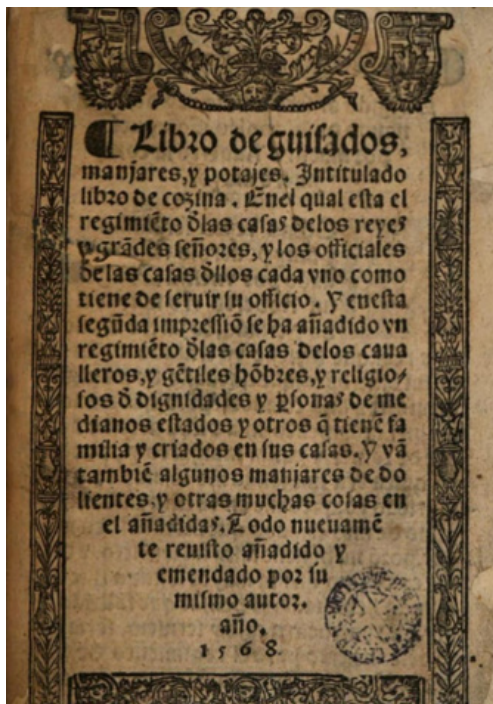 ¶ Libro de guisados,
manjares, y potajes. Intitulado
libro de cozina. Enel qual esta el
regimiẽto d̓las casas delos reyes
y grãdes señores, y los officiales
de las casas d̓llos cada vno como
tiene de seruir su officio. Y enesta
segũda impressiõ se ha añadido vn
regimiẽto d̓las casas delos caua
lleros, y gẽtiles hõbres, y religio/
sos d̓ dignidades y ꝑsonas de me
dianos estados y otros q̃ tienẽ fa
milia y criados en sus casas. Y vã
tambiẽ algunos manjares de do
lientes, y otras muchas cosas en
el añadidas. Todo nueuamẽ
te reuisto añadido y
emendado por su
mismo autor.
año.
1568